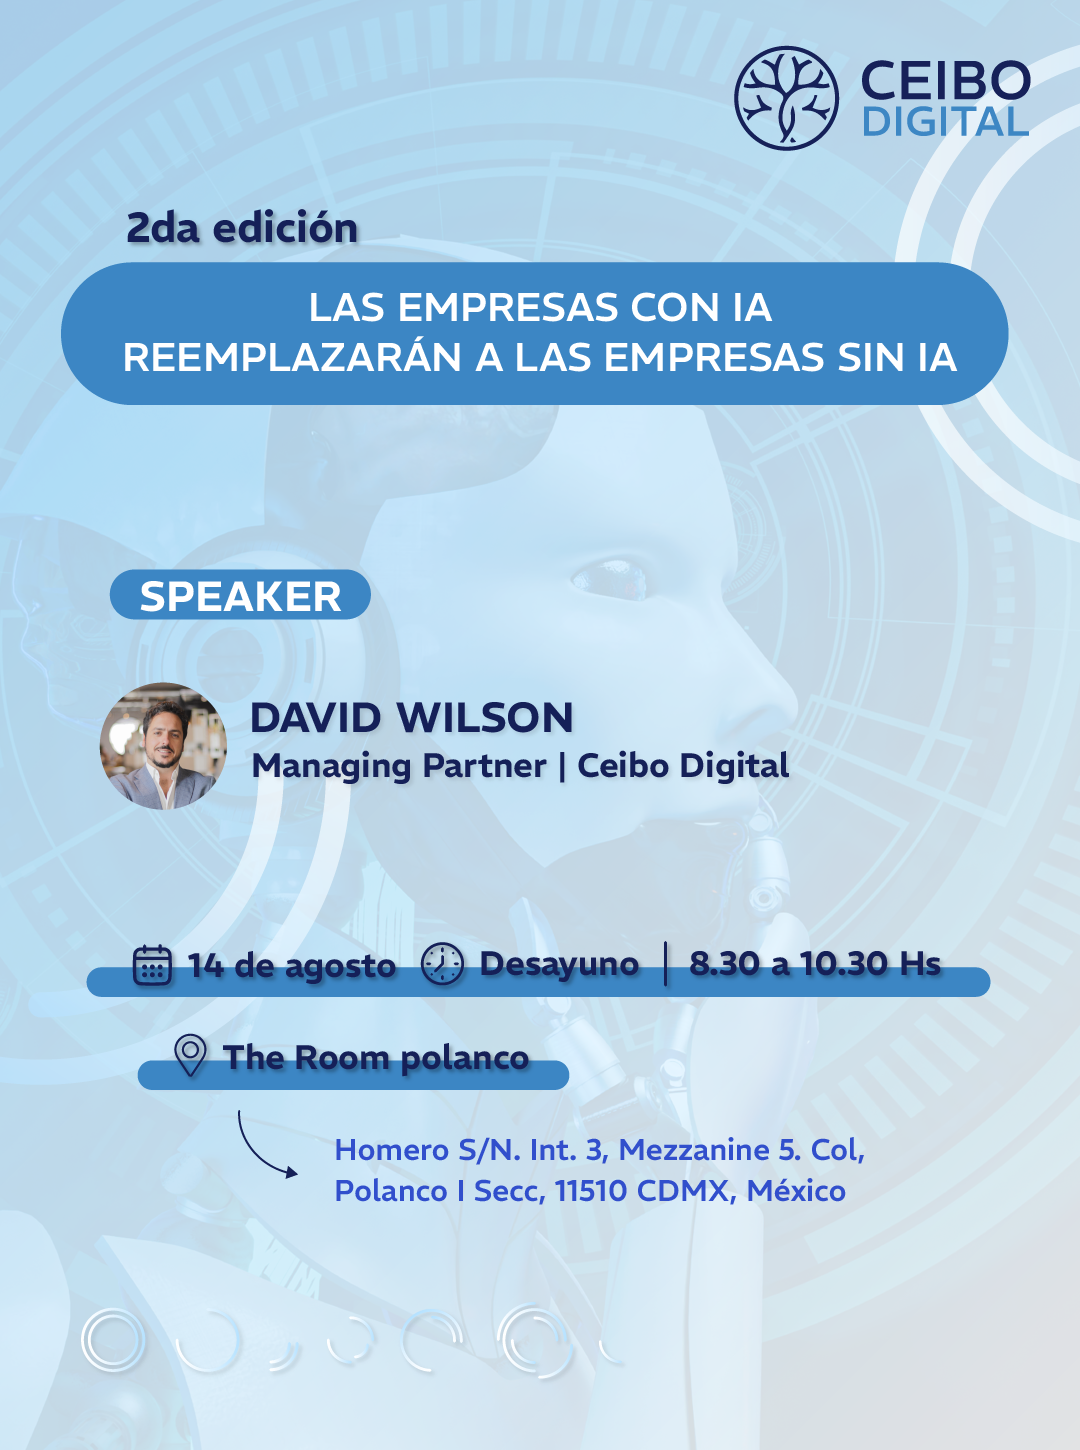 CEIBO
DIGITAL
2da edición
LAS EMPRESAS CON IA
REEMPLAZARÁN A LAS EMPRESAS SIN IA
SPEAKER
DAVID WILSON
Managing Partner | Ceibo Digital
14 de agosto Desayuno | 8.30 a 10.30 Hs
The Room polanco
Homero S/N. Int. 3, Mezzanine 5. Col,
Polanco I Secc, 11510 CDMX, México